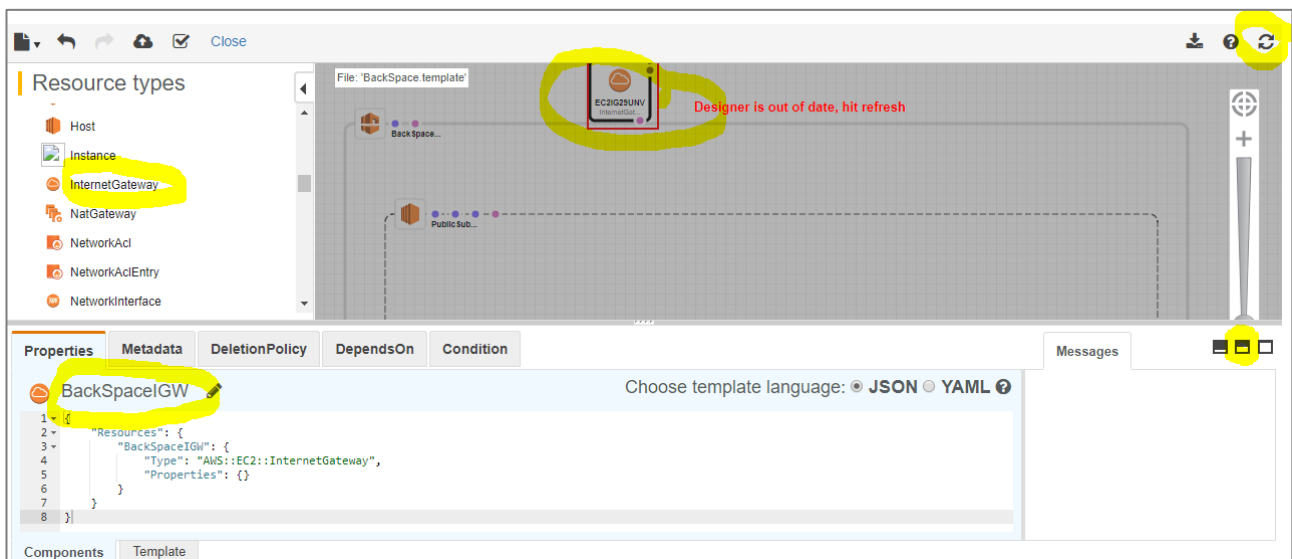 Close
Resource types
Host
Instance
InternetGateway
NatGateway
NetworkAcl
NetworkAclEntry
NetworkInterface
File: 'BackSpace.template'
EC2IG25UNV
InternetGat...
Designer is out of date, hit refresh
BackSpace...
PublicSub...
Properties
Metadata
DeletionPolicy
DependsOn
Condition
Messages
BackSpaceIGW
Choose template language: JSON YAML
1 {
2 "Resources": {
3 "BackSpaceIGW": {
4 "Type": "AWS::EC2::InternetGateway",
5 "Properties": {}
6 }
7 }
8 }
Components
Template